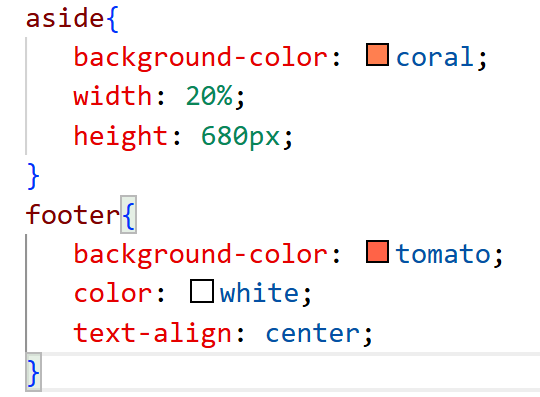 aside{
background-color: coral;
width: 20%;
height: 680px;
}
footer{
background-color: tomato;
color: white;
text-align: center;
}